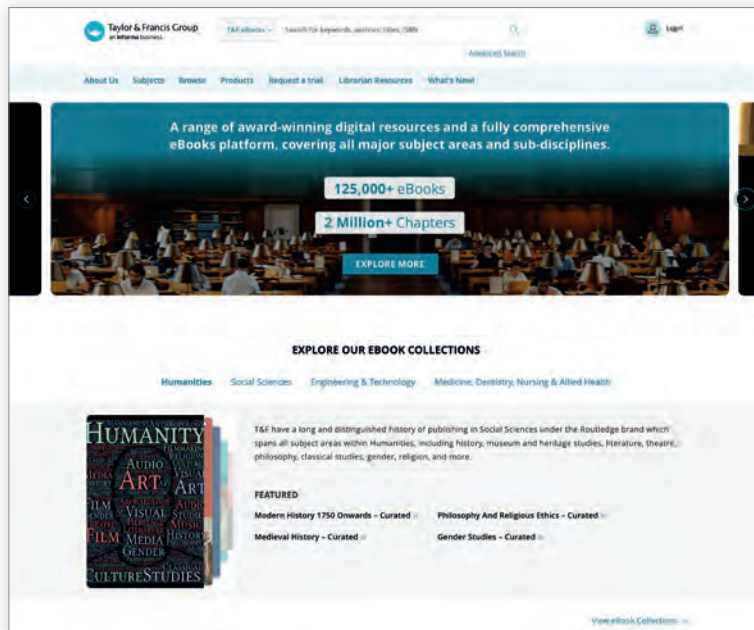 Taylor & Francis Group
an informa business
T&F eBooks
Search for keywords, authors, titles, ISBN
Login
Advanced Search
About Us Subjects Browse Products Request a trial Librarian Resources What's New!
A range of award-winning digital resources and a fully comprehensive
eBooks platform, covering all major subject areas and sub-disciplines.
125,000+ eBooks
2 Million+ Chapters
EXPLORE MORE
EXPLORE OUR EBOOK COLLECTIONS
Humanities Social Sciences Engineering & Technology Medicine, Dentistry, Nursing & Allied Health
HUMANITY
AUDIO
ART
VISUAL
ART
FILM
VISUAL
STUDIES
HERITAGE
MUSIC
FILM
MEDIA
HISTORY
GENDER
CLASSICAL
CULTURE STUDIES
T&F have a long and distinguished history of publishing in Social Sciences under the Routledge brand which
spans all subject areas within Humanities, including history, museum and heritage studies, literature, theatre,
philosophy, classical studies, gender, religion, and more.
FEATURED
Modern History 1750 Onwards – Curated
Philosophy And Religious Ethics – Curated
Medieval History – Curated
Gender Studies – Curated
View eBook Collections